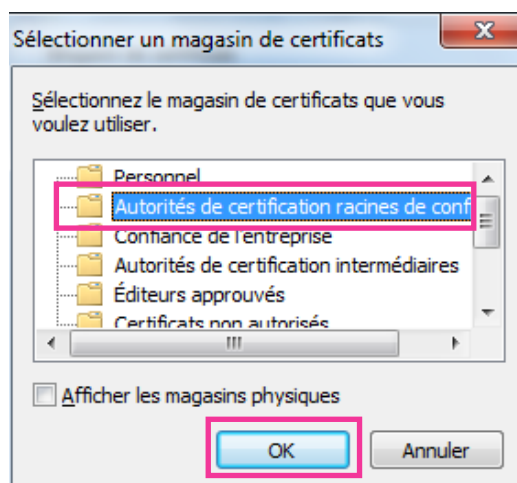 Sélectionner un magasin de certificats
Sélectionnez le magasin de certificats que vous
voulez utiliser.
Personnel
Autorités de certification racines de conf
Confiance de l'entreprise
Autorités de certification intermédiaires
Éditeurs approuvés
Certificats non autorisés
Afficher les magasins physiques
OK
Annuler